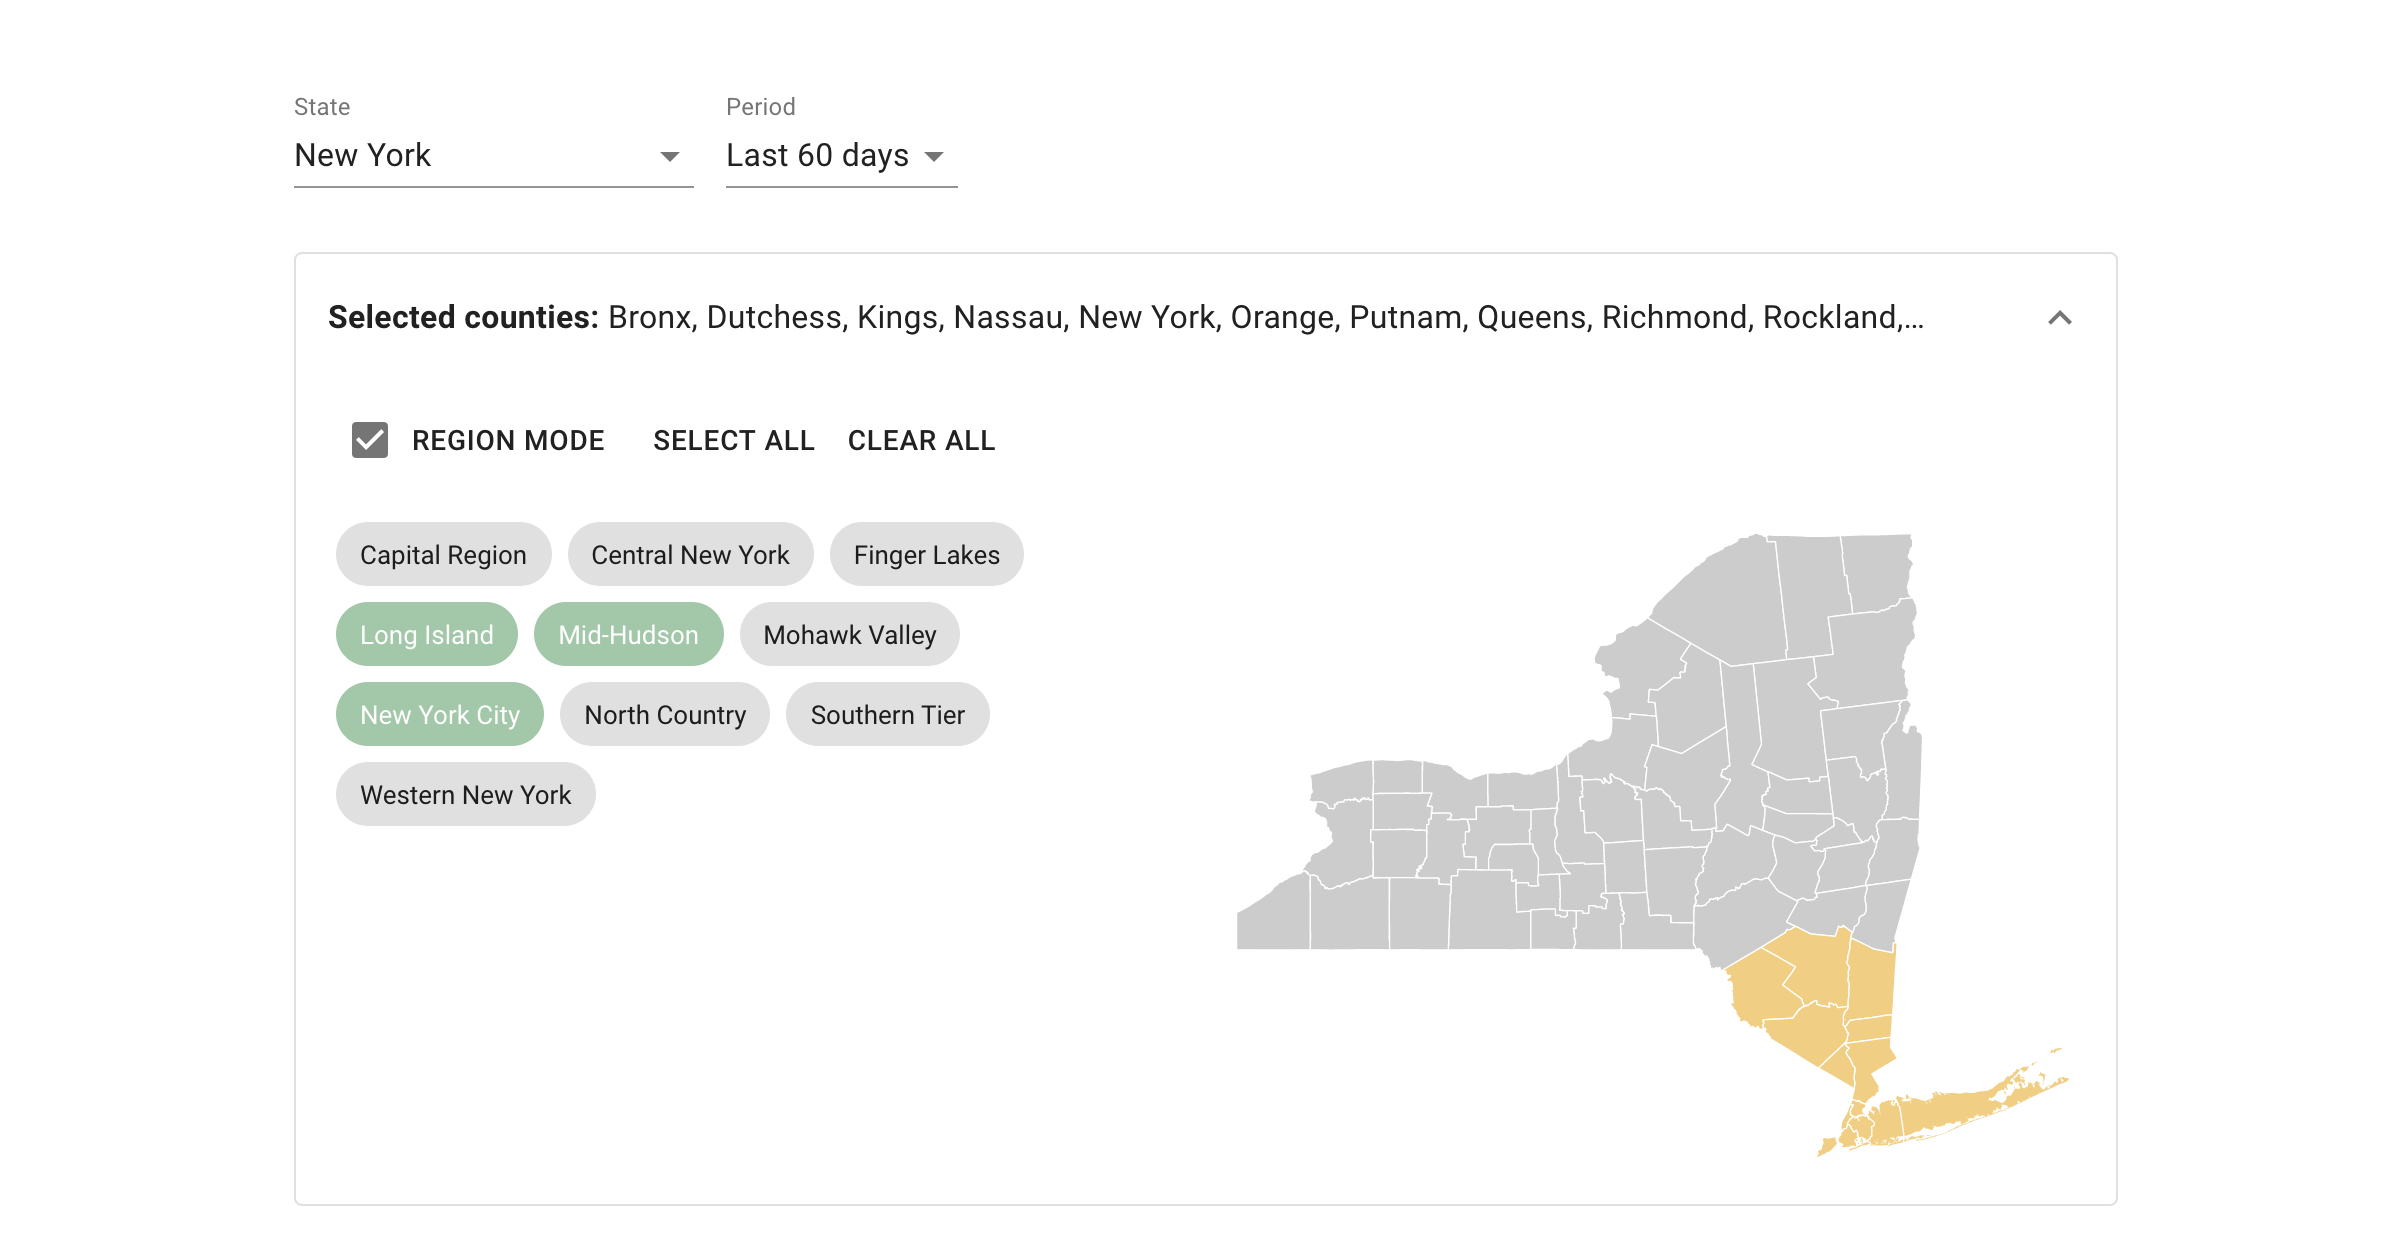 State
Period
New York
Last 60 days
Selected counties: Bronx, Dutchess, Kings, Nassau, New York, Orange, Putnam, Queens, Richmond, Rockland,...
REGION MODE SELECT ALL CLEAR ALL
Capital Region Central New York Finger Lakes
Long Island Mid-Hudson Mohawk Valley
New York City North Country Southern Tier
Western New York